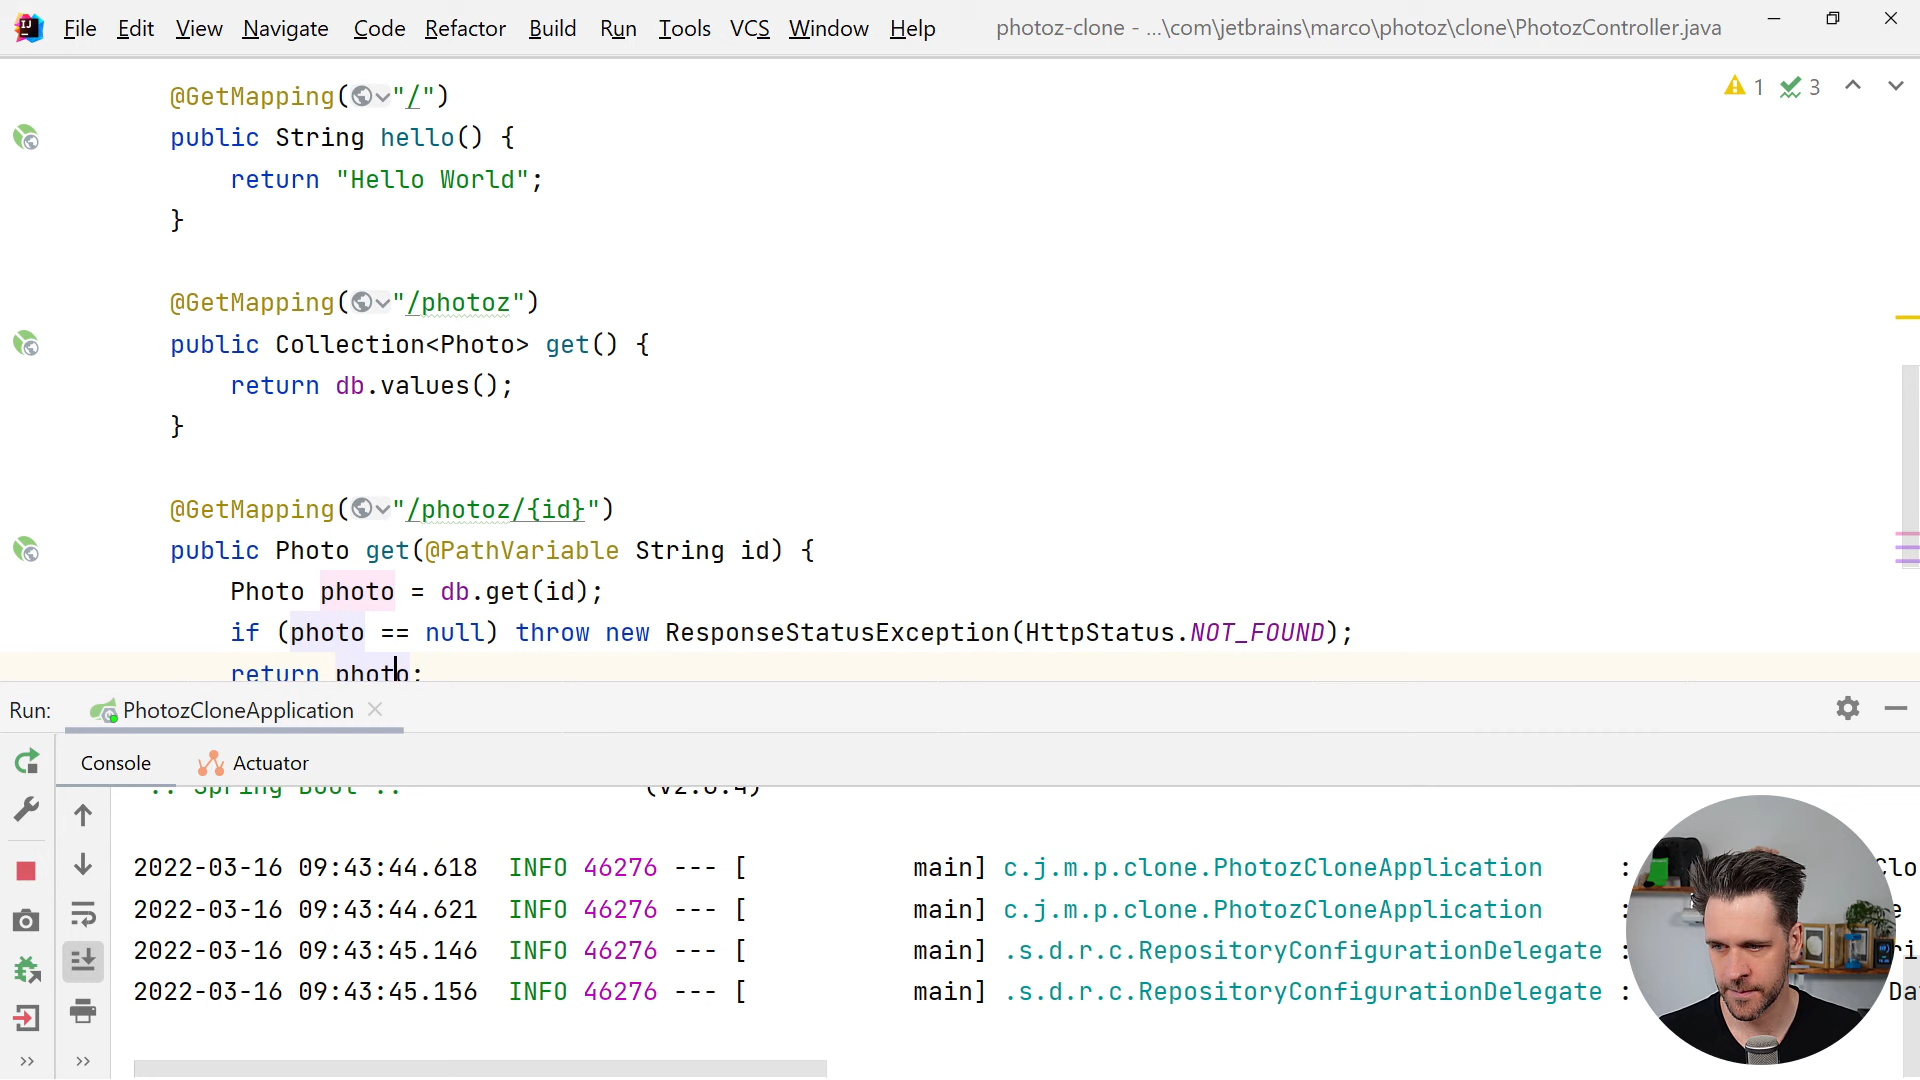 File Edit View Navigate Code Refactor Build Run Tools VCS Window Help photoz-clone - ...\com\jetbrains\marco\photoz\clone\PhotozController.java
1 3
@GetMapping("/")
public String hello() {
return "Hello World";
}
@GetMapping("/photoz")
public Collection<Photo> get() {
return db.values();
}
@GetMapping("/photoz/{id}")
public Photo get(@PathVariable String id) {
Photo photo = db.get(id);
if (photo == null) throw new ResponseStatusException(HttpStatus.NOT_FOUND);
return photo;
Run: PhotozCloneApplication
Console Actuator
:: Spring Boot :: (v2.6.4)
2022-03-16 09:43:44.618 INFO 46276 --- [ main] c.j.m.p.clone.PhotozCloneApplication :
2022-03-16 09:43:44.621 INFO 46276 --- [ main] c.j.m.p.clone.PhotozCloneApplication :
2022-03-16 09:43:45.146 INFO 46276 --- [ main] .s.d.r.c.RepositoryConfigurationDelegate :
2022-03-16 09:43:45.156 INFO 46276 --- [ main] .s.d.r.c.RepositoryConfigurationDelegate :